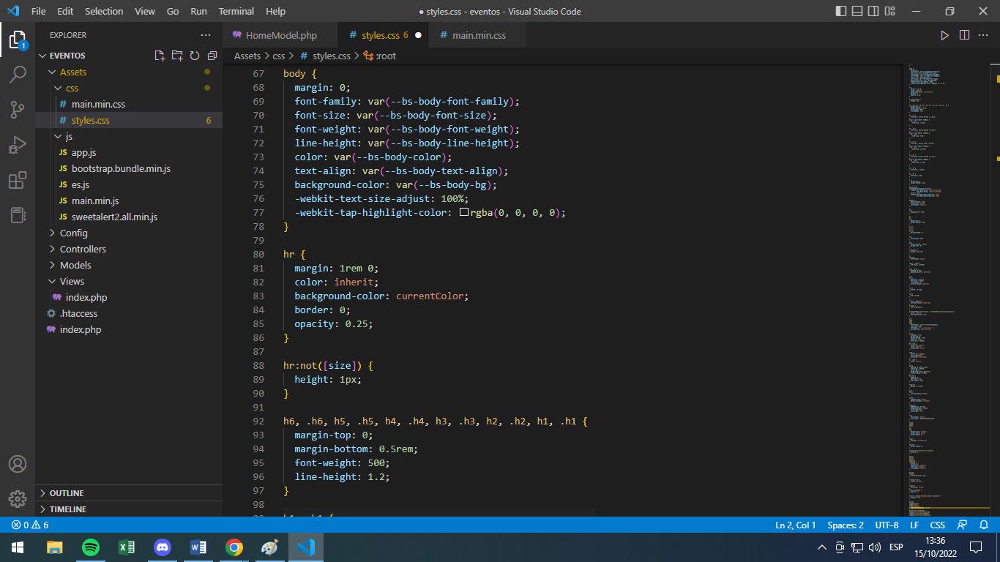 File Edit Selection View Go Run Terminal Help
● styles.css - eventos - Visual Studio Code
EXPLORER
HomeModel.php
# styles.css 6 ●
# main.min.css
1
EVENTOS
Assets > css > # styles.css > :root
Assets
css
# main.min.css
# styles.css 6
js
JS app.js
JS bootstrap.bundle.min.js
JS es.js
JS main.min.js
JS sweetalert2.all.min.js
Config
Controllers
Models
Views
index.php
.htaccess
index.php
OUTLINE
TIMELINE
67 body {
68 margin: 0;
69 font-family: var(--bs-body-font-family);
70 font-size: var(--bs-body-font-size);
71 font-weight: var(--bs-body-font-weight);
72 line-height: var(--bs-body-line-height);
73 color: var(--bs-body-color);
74 text-align: var(--bs-body-text-align);
75 background-color: var(--bs-body-bg);
76 -webkit-text-size-adjust: 100%;
77 -webkit-tap-highlight-color: rgba(0, 0, 0, 0);
78 }
79
80 hr {
81 margin: 1rem 0;
82 color: inherit;
83 background-color: currentColor;
84 border: 0;
85 opacity: 0.25;
86 }
87
88 hr:not([size]) {
89 height: 1px;
90 }
91
92 h6, .h6, h5, .h5, h4, .h4, h3, .h3, h2, .h2, h1, .h1 {
93 margin-top: 0;
94 margin-bottom: 0.5rem;
95 font-weight: 500;
96 line-height: 1.2;
97 }
98
0 6
Ln 2, Col 1 Spaces: 2 UTF-8 LF CSS
ESP
13:36
15/10/2022